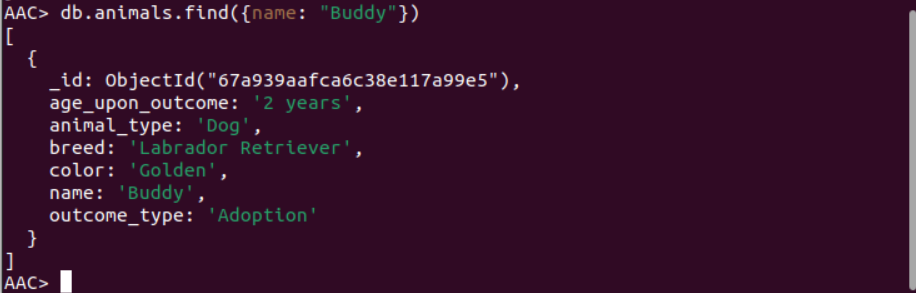 AAC> db.animals.find({name: "Buddy"})
[
  {
    _id: ObjectId("67a939aafca6c38e117a99e5"),
    age_upon_outcome: '2 years',
    animal_type: 'Dog',
    breed: 'Labrador Retriever',
    color: 'Golden',
    name: 'Buddy',
    outcome_type: 'Adoption'
  }
]
AAC>